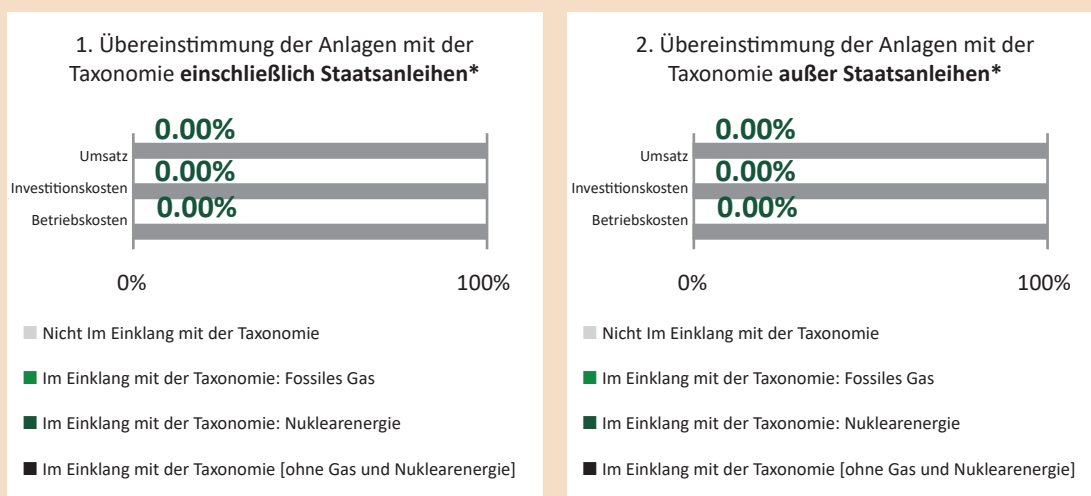 1. Übereinstimmung der Anlagen mit der
Taxonomie einschließlich Staatsanleihen*
0.00%
Umsatz
0.00%
Investitionskosten
0.00%
Betriebskosten
0%
100%
Nicht Im Einklang mit der Taxonomie
Im Einklang mit der Taxonomie: Fossiles Gas
Im Einklang mit der Taxonomie: Nuklearenergie
Im Einklang mit der Taxonomie [ohne Gas und Nuklearenergie]
2. Übereinstimmung der Anlagen mit der
Taxonomie außer Staatsanleihen*
0.00%
Umsatz
0.00%
Investitionskosten
0.00%
Betriebskosten
0%
100%
Nicht Im Einklang mit der Taxonomie
Im Einklang mit der Taxonomie: Fossiles Gas
Im Einklang mit der Taxonomie: Nuklearenergie
Im Einklang mit der Taxonomie [ohne Gas und Nuklearenergie]